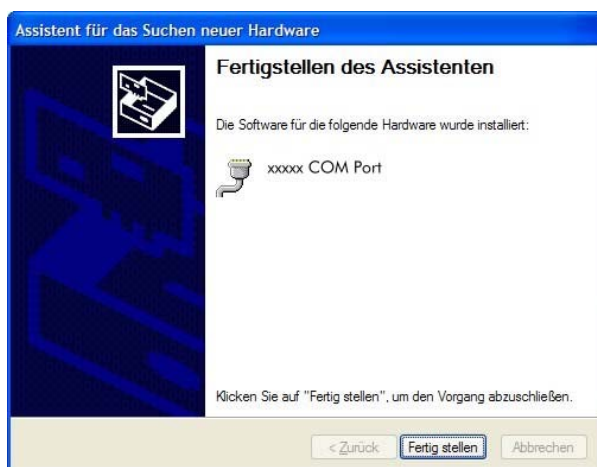 Assistent für das Suchen neuer Hardware
Fertigstellen des Assistenten
Die Software für die folgende Hardware wurde installiert:
xxxxx COM Port
Klicken Sie auf "Fertig stellen", um den Vorgang abzuschließen.
< Zurück Fertig stellen Abbrechen